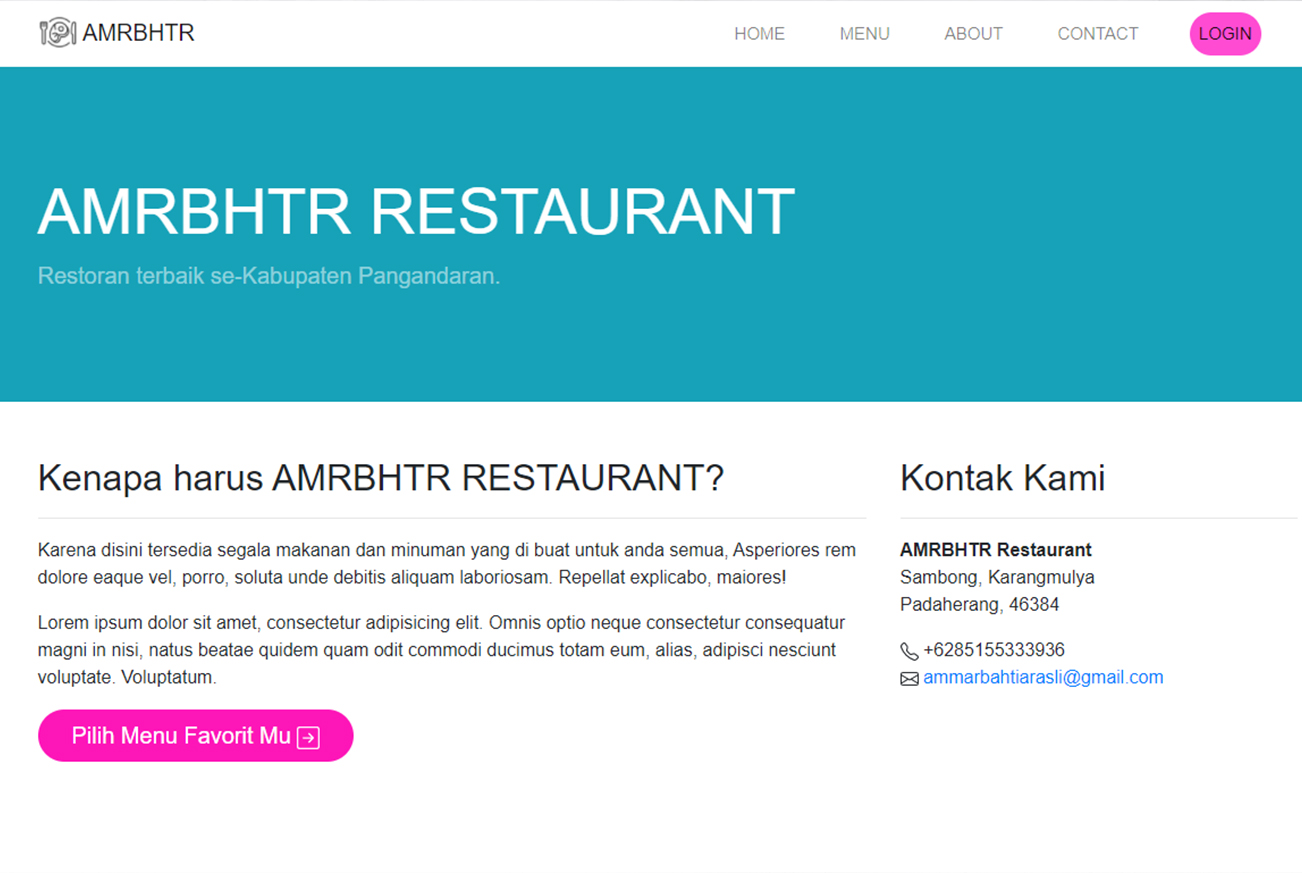 AMRBHTR
HOME
MENU
ABOUT
CONTACT
LOGIN
AMRBHTR RESTAURANT
Restoran terbaik se-Kabupaten Pangandaran.
Kenapa harus AMRBHTR RESTAURANT?
Karena disini tersedia segala makanan dan minuman yang di buat untuk anda semua, Asperiores rem
dolore eaque vel, porro, soluta unde debitis aliquam laboriosam. Repellat explicabo, maiores!
Lorem ipsum dolor sit amet, consectetur adipisicing elit. Omnis optio neque consectetur consequatur
magni in nisi, natus beatae quidem quam odit commodi ducimus totam eum, alias, adipisci nesciunt
voluptate. Voluptatum.
Pilih Menu Favorit Mu
Kontak Kami
AMRBHTR Restaurant
Sambong, Karangmulya
Padaherang, 46384
+6285155333936
ammarbahtiarasli@gmail.com